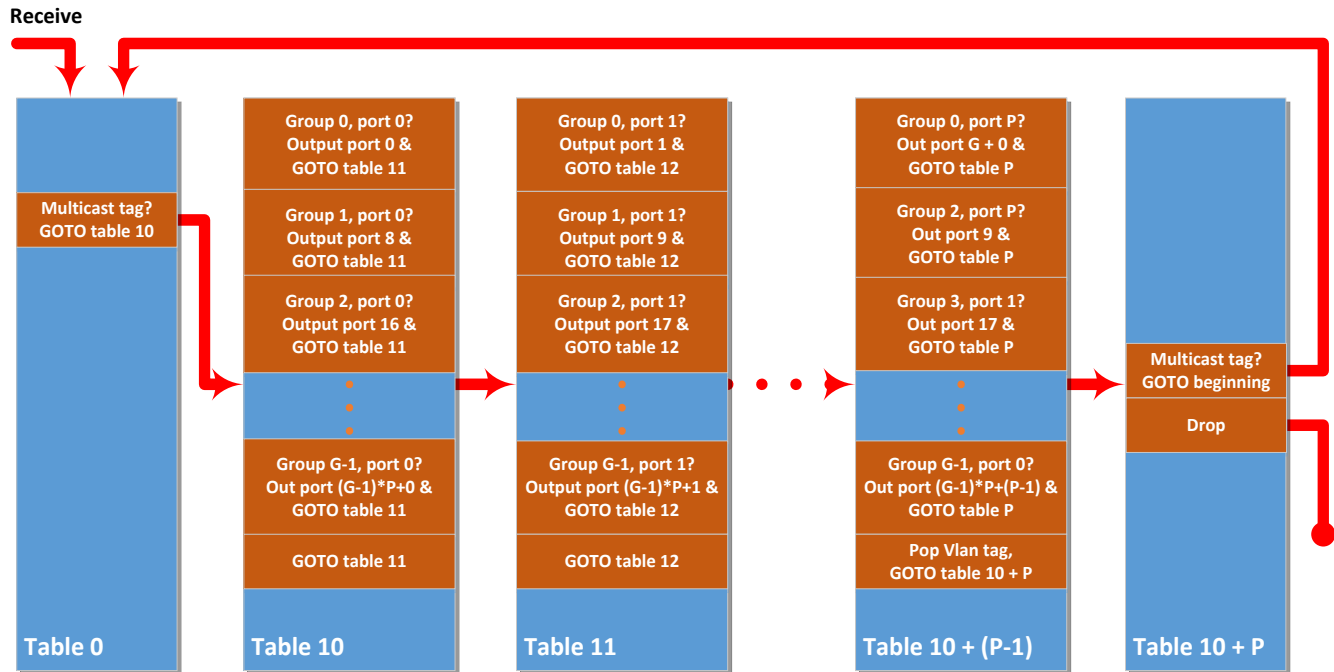 Receive
Multicast tag?
GOTO table 10
Table 0
Group 0, port 0?
Output port 0 &
GOTO table 11
Group 1, port 0?
Output port 8 &
GOTO table 11
Group 2, port 0?
Output port 16 &
GOTO table 11
Group G-1, port 0?
Out port (G-1)*P+0 &
GOTO table 11
GOTO table 11
Table 10
Group 0, port 1?
Output port 1 &
GOTO table 12
Group 1, port 1?
Output port 9 &
GOTO table 12
Group 2, port 1?
Output port 17 &
GOTO table 12
Group G-1, port 1?
Output port (G-1)*P+1 &
GOTO table 12
GOTO table 12
Table 11
Group 0, port P?
Out port G + 0 &
GOTO table P
Group 2, port P?
Out port 9 &
GOTO table P
Group 3, port 1?
Out port 17 &
GOTO table P
Group G-1, port 0?
Out port (G-1)*P+(P-1) &
GOTO table P
Pop Vlan tag,
GOTO table 10 + P
Table 10 + (P-1)
Multicast tag?
GOTO beginning
Drop
Table 10 + P